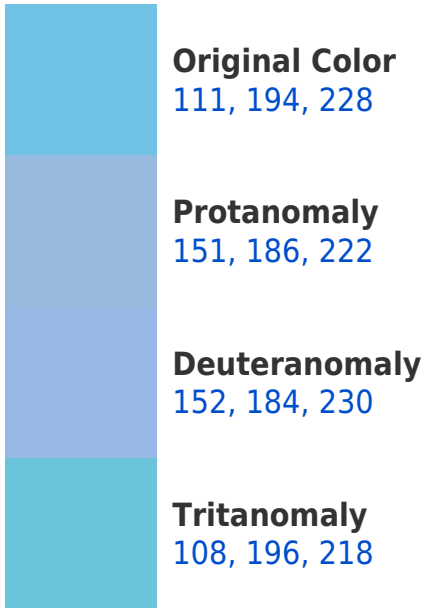 Original Color
111, 194, 228
Protanomaly
151, 186, 222
Deuteranomaly
152, 184, 230
Tritanomaly
108, 196, 218